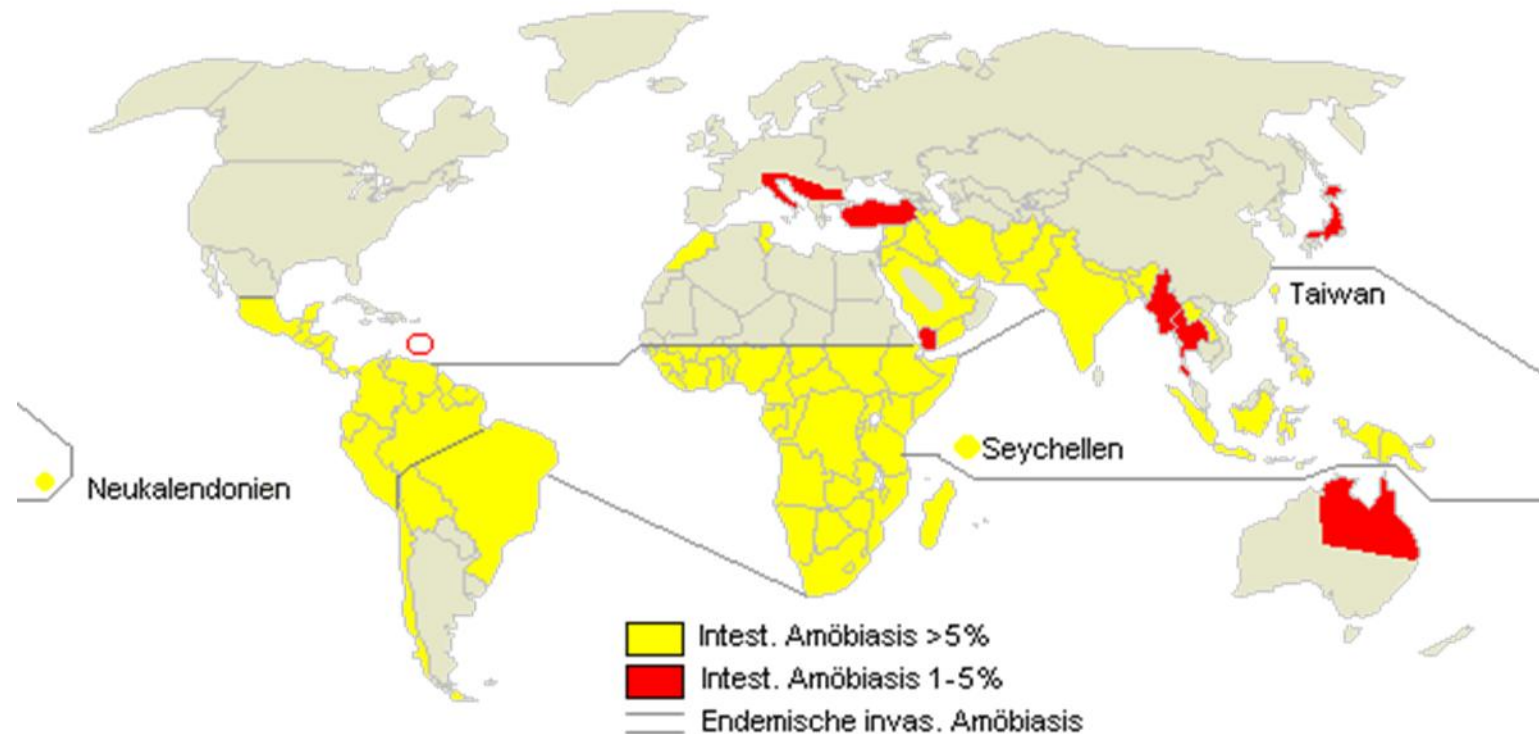 Taiwan
Seychellen
Neukalendonien
Intest. Amöbiasis >5%
Intest. Amöbiasis 1-5%
Endemische invas. Amöbiasis